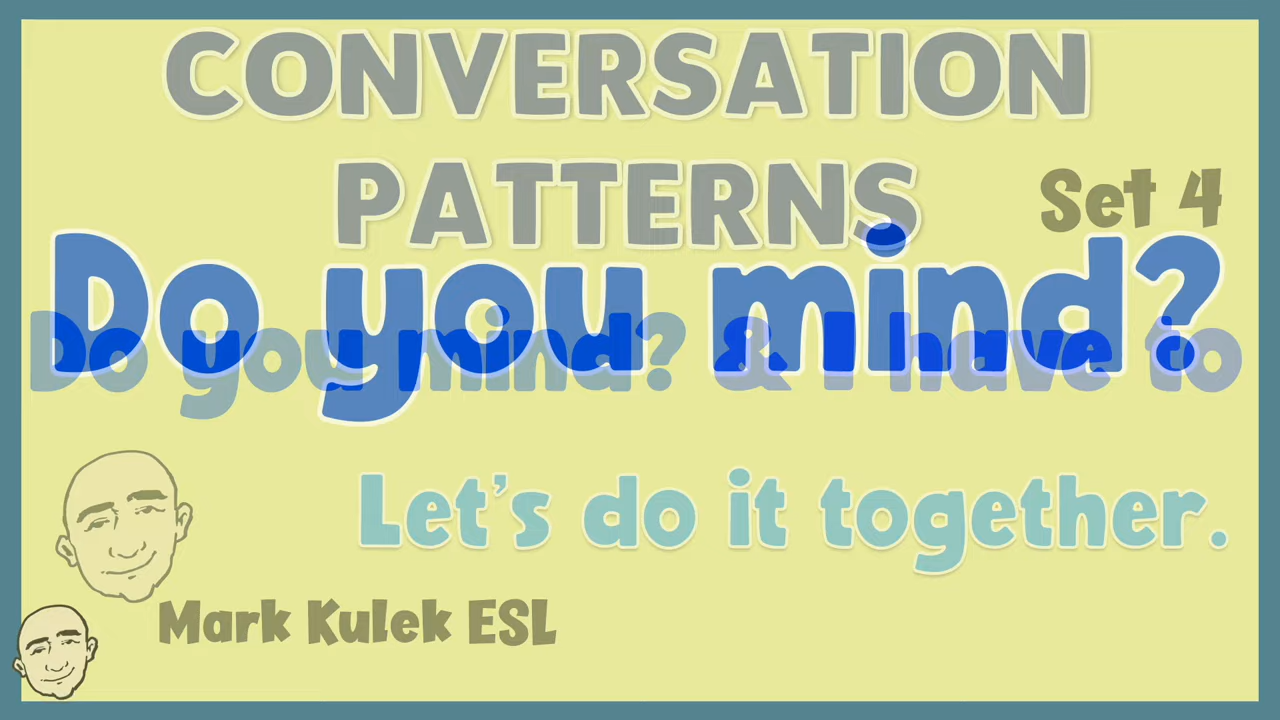 CONVERSATION
PATTERNS
Set 4
Do you mind?
Do you mind? & I have to
Let's do it together.
Mark Kulek ESL